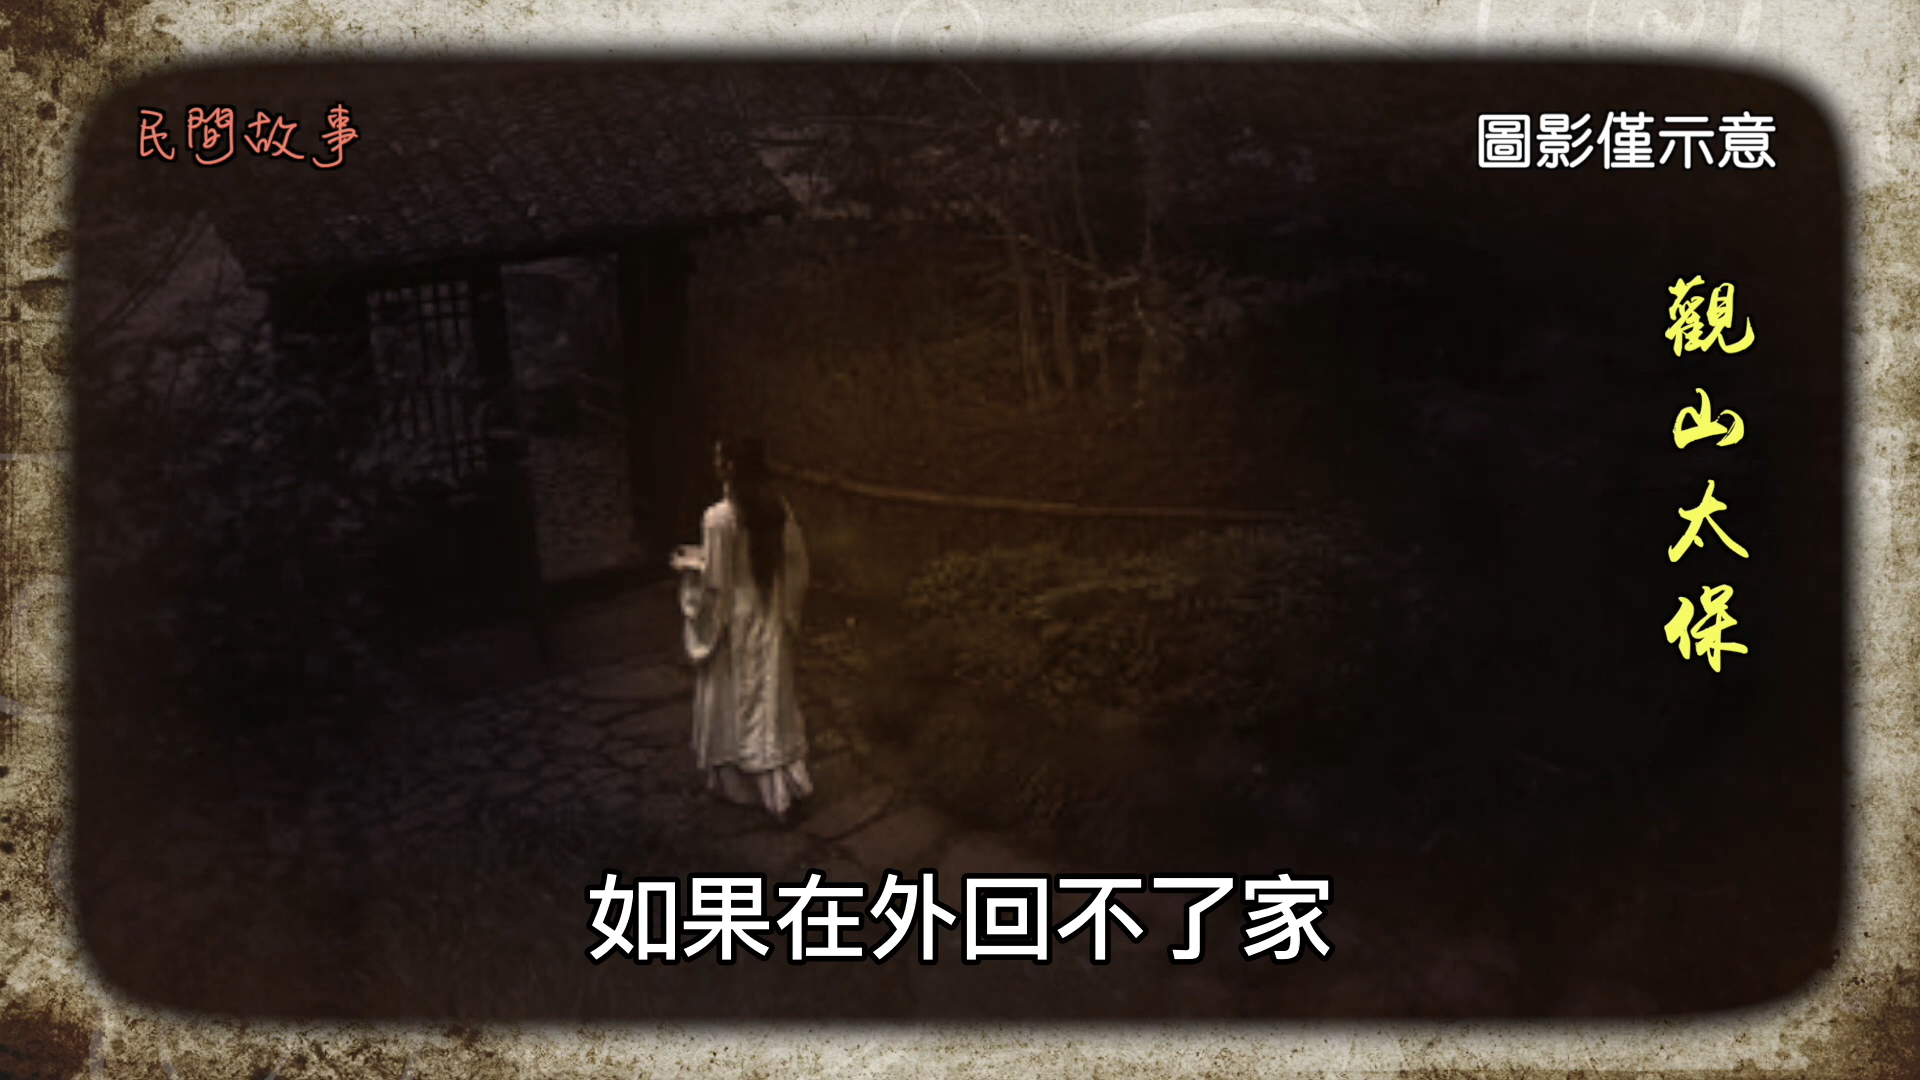 民間故事
圖影僅示意
觀山太保
如果在外回不了家